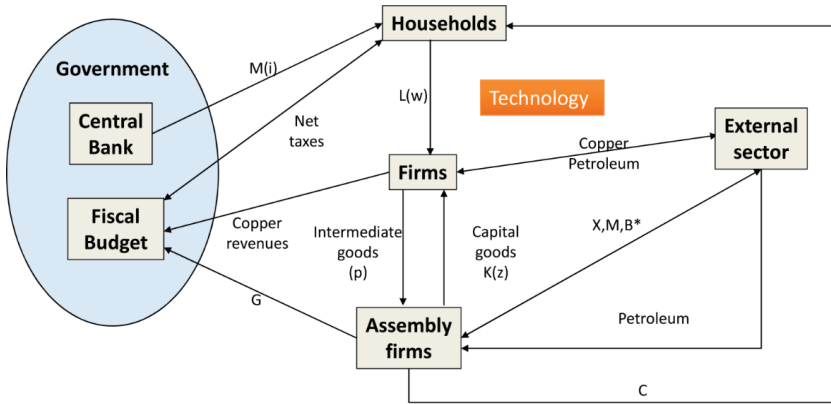 Households
Government
M(i)
L(w)
Technology
Central
Bank
Net
taxes
External
sector
Copper
Petroleum
Firms
Fiscal
Budget
Copper
revenues
Intermediate
goods
(p)
Capital
goods
K(z)
X,M,B*
G
Assembly
firms
Petroleum
C